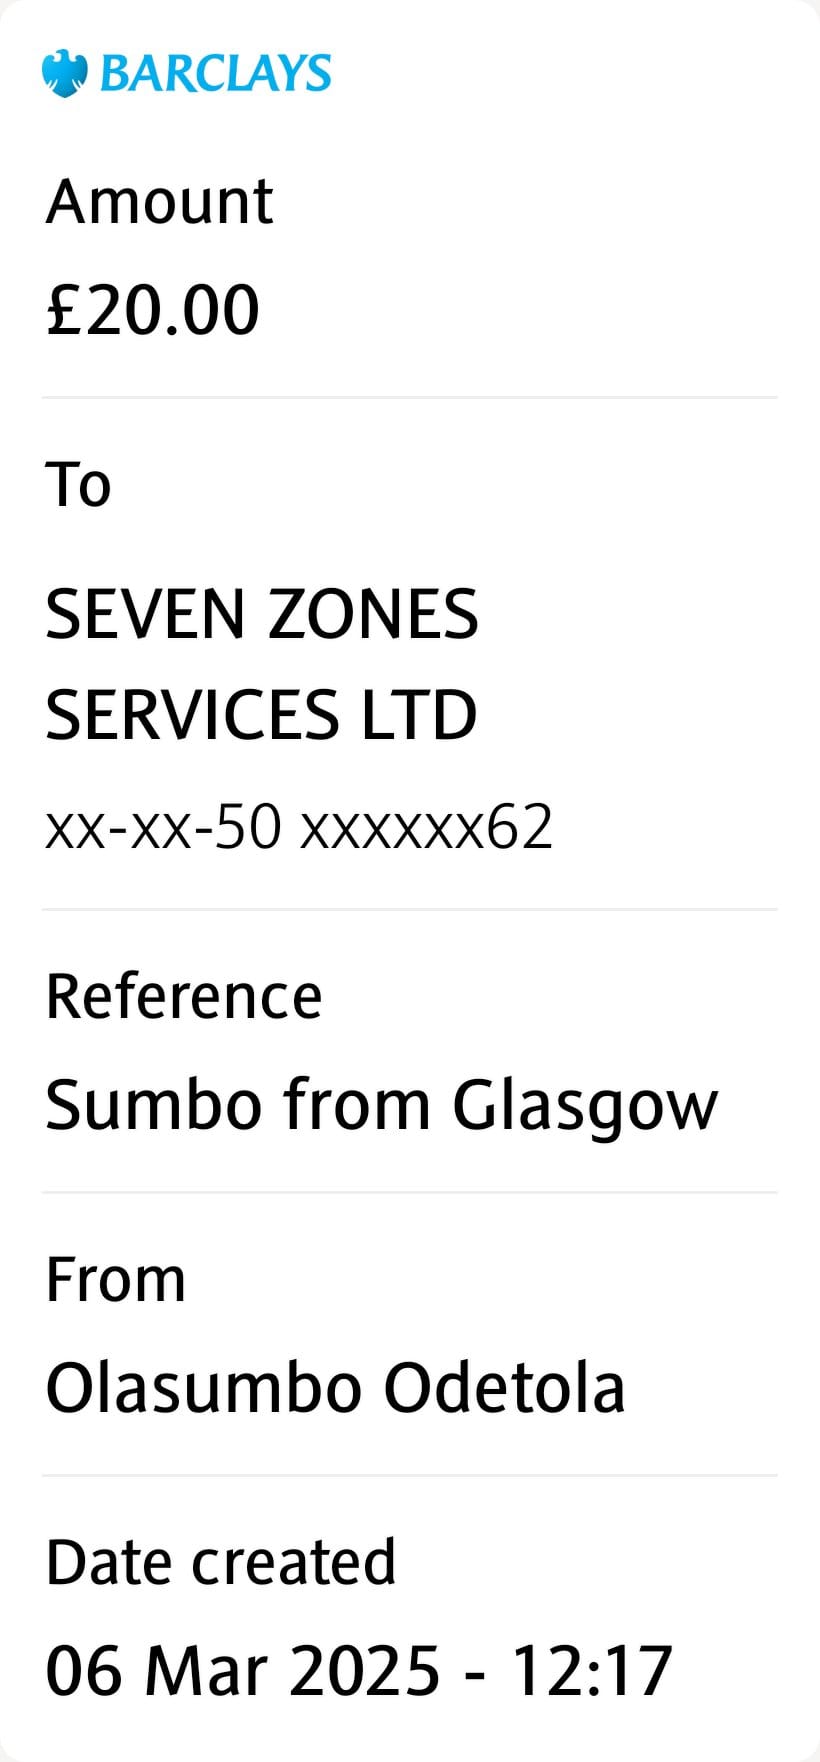 BARCLAYS
Amount
£20.00
To
SEVEN ZONES
SERVICES LTD
xx-xx-50 xxxxxx62
Reference
Sumbo from Glasgow
From
Olasumbo Odetola
Date created
06 Mar 2025 - 12:17